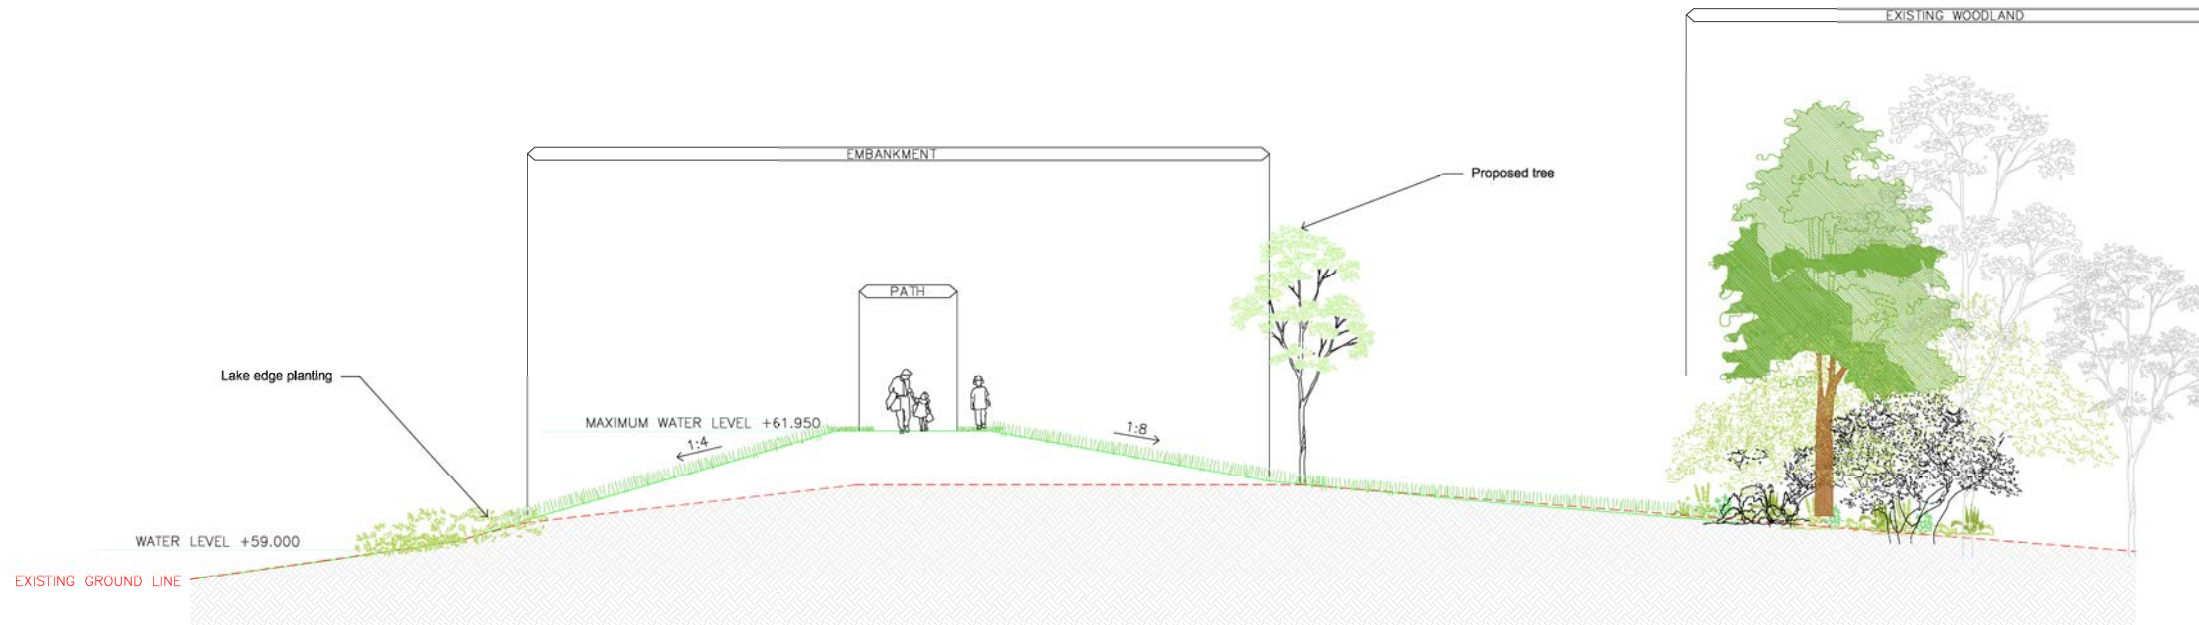 EXISTING WOODLAND
EMBANKMENT
Proposed tree
PATH
Lake edge planting
MAXIMUM WATER LEVEL +61.950
1:4
1:8
WATER LEVEL +59.000
EXISTING GROUND LINE